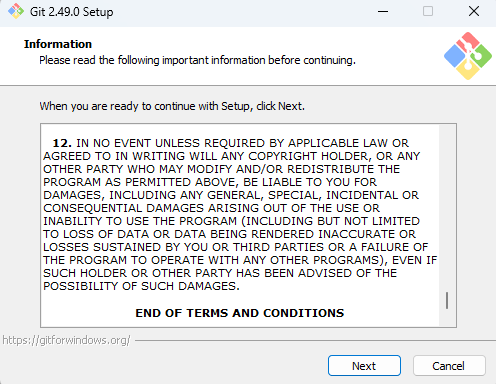 Git 2.49.0 Setup
Information
Please read the following important information before continuing.
When you are ready to continue with Setup, click Next.
12. IN NO EVENT UNLESS REQUIRED BY APPLICABLE LAW OR
AGREED TO IN WRITING WILL ANY COPYRIGHT HOLDER, OR ANY
OTHER PARTY WHO MAY MODIFY AND/OR REDISTRIBUTE THE
PROGRAM AS PERMITTED ABOVE, BE LIABLE TO YOU FOR
DAMAGES, INCLUDING ANY GENERAL, SPECIAL, INCIDENTAL OR
CONSEQUENTIAL DAMAGES ARISING OUT OF THE USE OR
INABILITY TO USE THE PROGRAM (INCLUDING BUT NOT LIMITED
TO LOSS OF DATA OR DATA BEING RENDERED INACCURATE OR
LOSSES SUSTAINED BY YOU OR THIRD PARTIES OR A FAILURE OF
THE PROGRAM TO OPERATE WITH ANY OTHER PROGRAMS), EVEN IF
SUCH HOLDER OR OTHER PARTY HAS BEEN ADVISED OF THE
POSSIBILITY OF SUCH DAMAGES.
END OF TERMS AND CONDITIONS
https://gitforwindows.org/
Next
Cancel